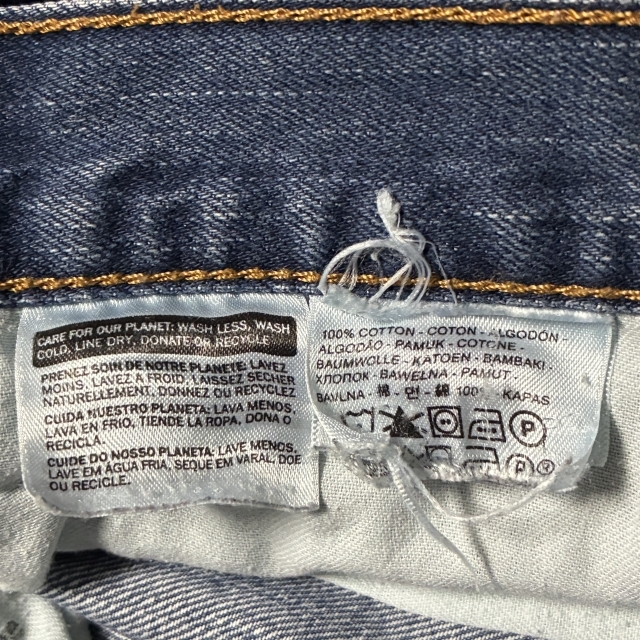 CARE FOR OUR PLANET: WASH LESS, WASH
COLD, LINE DRY, DONATE OR RECYCLE
PRENEZ SOIN DE NOTRE PLANETE: LAVEZ
MOINS, LAVEZ À FROID, LAISSEZ SÉCHER
NATURELLEMENT, DONNEZ OU RECYCLEZ
CUIDA NUESTRO PLANETA: LAVA MENOS,
LAVA EN FRÍO, TIENDE LA ROPA, DONA O
RECICLA.
CUIDE DO NOSSO PLANETA: LAVE MENOS,
LAVE EM ÁGUA FRIA, SEQUE EM VARAL, DOE
OU RECICLE.
100% COTTON - COTON - ALGODÓN -
ALGODÃO - PAMUK - COTONE -
BAUMWOLLE - KATOEN - BAMBAKI -
ХЛОПОК - BAWEŁNA - PAMUT -
BAVLNA - 棉 - 면 - 綿 100% KAPAS
P
P